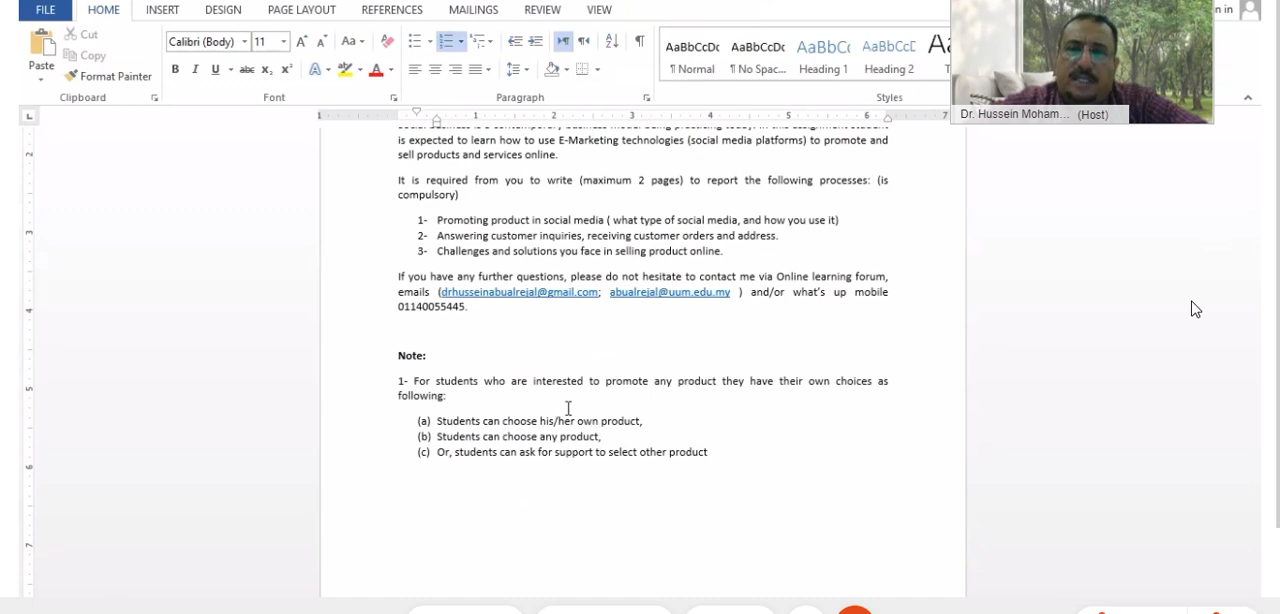 FILE HOME INSERT DESIGN PAGE LAYOUT REFERENCES MAILINGS REVIEW VIEW
n in
Cut
Copy
Format Painter
Paste
Calibri (Body) 11
AaBbCcDc AaBbCcDc AaBbCc AaBbCcC
¶ Normal ¶ No Spac... Heading 1 Heading 2
Clipboard Font Paragraph Styles
Dr. Hussein Moham... (Host)
is expected to learn how to use E-Marketing technologies (social media platforms) to promote and
sell products and services online.
It is required from you to write (maximum 2 pages) to report the following processes: (is
compulsory)
1- Promoting product in social media ( what type of social media, and how you use it)
2- Answering customer inquiries, receiving customer orders and address.
3- Challenges and solutions you face in selling product online.
If you have any further questions, please do not hesitate to contact me via Online learning forum,
emails (drhusseinabualrejal@gmail.com; abualrejal@uum.edu.my ) and/or what's up mobile
01140055445.
Note:
1- For students who are interested to promote any product they have their own choices as
following:
(a) Students can choose his/her own product,
(b) Students can choose any product,
(c) Or, students can ask for support to select other product